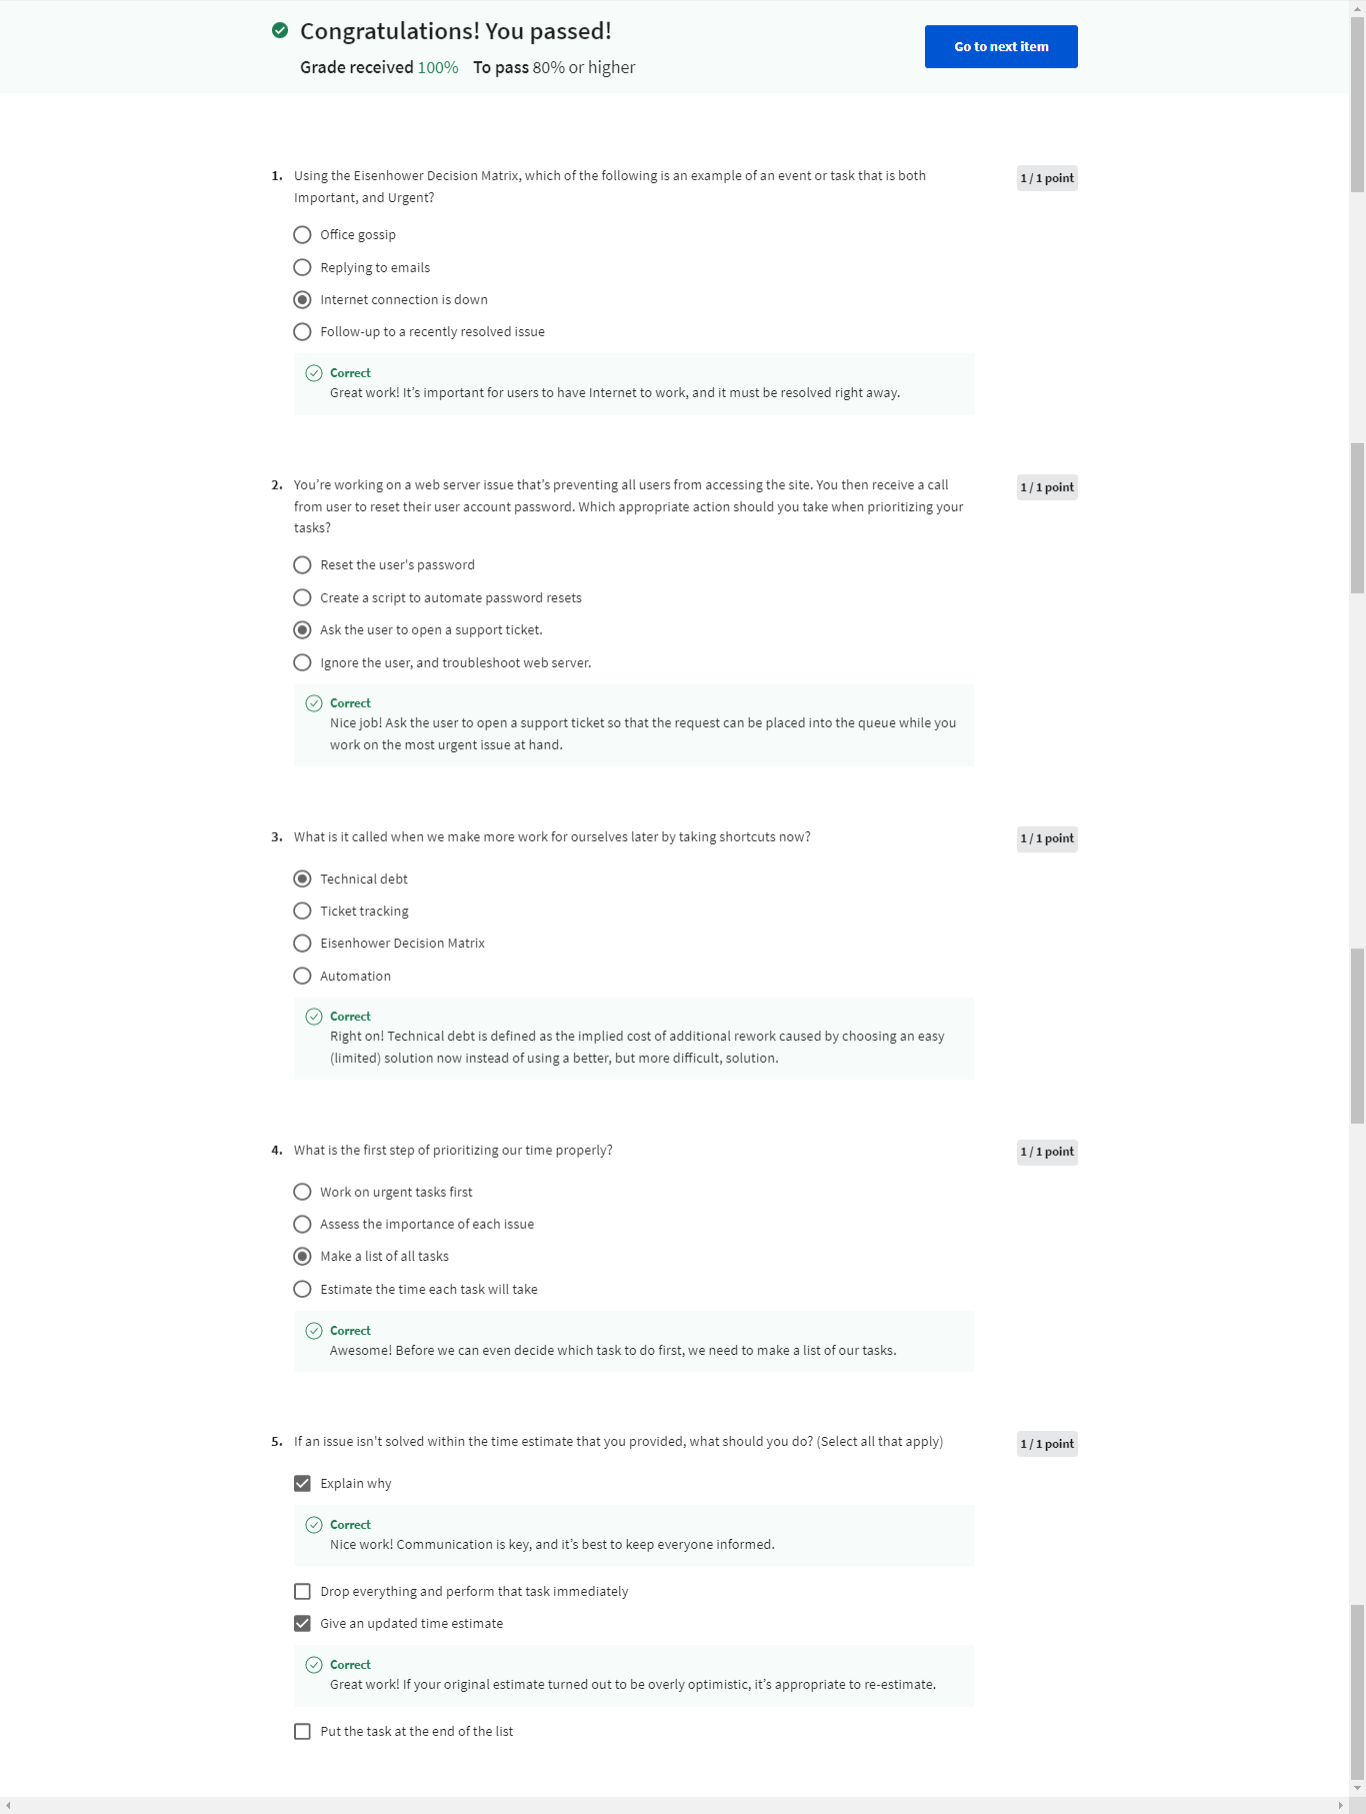 Congratulations! You passed!
Grade received 100% To pass 80% or higher
Go to next item
1. Using the Eisenhower Decision Matrix, which of the following is an example of an event or task that is both
Important, and Urgent?
1 / 1 point
Office gossip
Replying to emails
Internet connection is down
Follow-up to a recently resolved issue
Correct
Great work! It’s important for users to have Internet to work, and it must be resolved right away.
2. You’re working on a web server issue that’s preventing all users from accessing the site. You then receive a call
from user to reset their user account password. Which appropriate action should you take when prioritizing your
tasks?
1 / 1 point
Reset the user's password
Create a script to automate password resets
Ask the user to open a support ticket.
Ignore the user, and troubleshoot web server.
Correct
Nice job! Ask the user to open a support ticket so that the request can be placed into the queue while you
work on the most urgent issue at hand.
3. What is it called when we make more work for ourselves later by taking shortcuts now?
1 / 1 point
Technical debt
Ticket tracking
Eisenhower Decision Matrix
Automation
Correct
Right on! Technical debt is defined as the implied cost of additional rework caused by choosing an easy
(limited) solution now instead of using a better, but more difficult, solution.
4. What is the first step of prioritizing our time properly?
1 / 1 point
Work on urgent tasks first
Assess the importance of each issue
Make a list of all tasks
Estimate the time each task will take
Correct
Awesome! Before we can even decide which task to do first, we need to make a list of our tasks.
5. If an issue isn't solved within the time estimate that you provided, what should you do? (Select all that apply)
1 / 1 point
Explain why
Correct
Nice work! Communication is key, and it’s best to keep everyone informed.
Drop everything and perform that task immediately
Give an updated time estimate
Correct
Great work! If your original estimate turned out to be overly optimistic, it’s appropriate to re-estimate.
Put the task at the end of the list